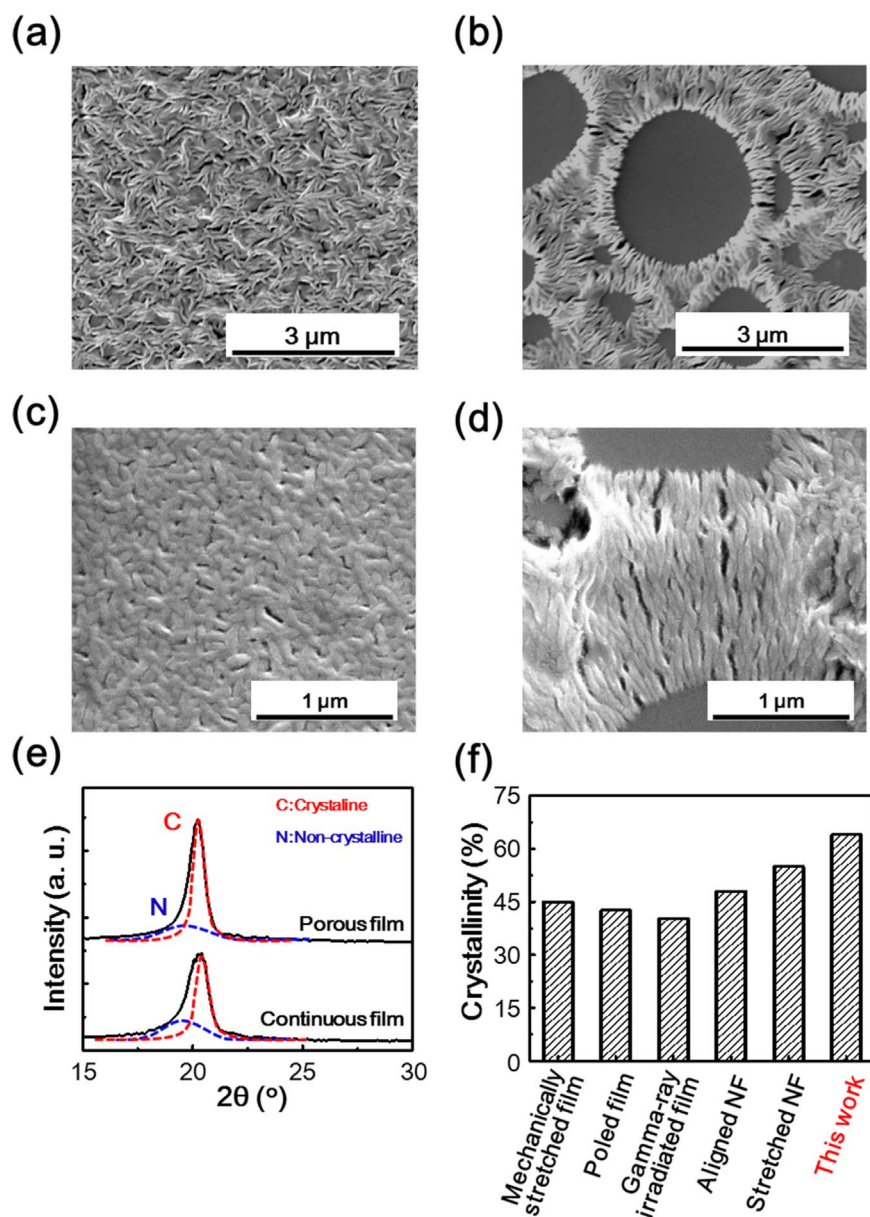 (a)
(b)
3 μm
3 μm
(c)
(d)
1 μm
1 μm
(e)
(f)
C:Crystaline
N:Non-crystalline
C
N
Porous film
Continuous film
Intensity (a. u.)
15
20
25
30
2θ (°)
Crystallinity (%)
75
60
45
30
15
0
Mechanically
stretched film
Poled film
Gamma-ray
irradiated film
Aligned NF
Stretched NF
This work